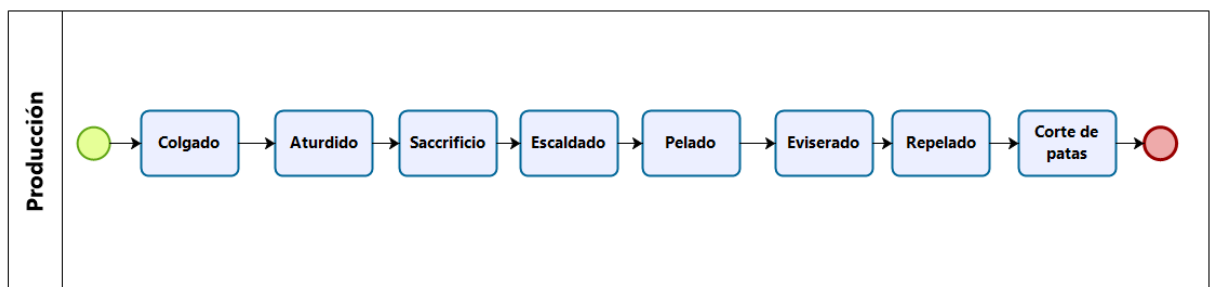 Producción
Colgado
Aturdido
Saccrificio
Escaldado
Pelado
Eviserado
Repelado
Corte de
patas